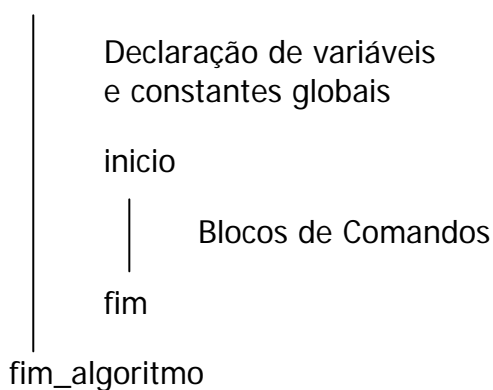 Declaração de variáveis
e constantes globais
inicio
Blocos de Comandos
fim
fim_algoritmo